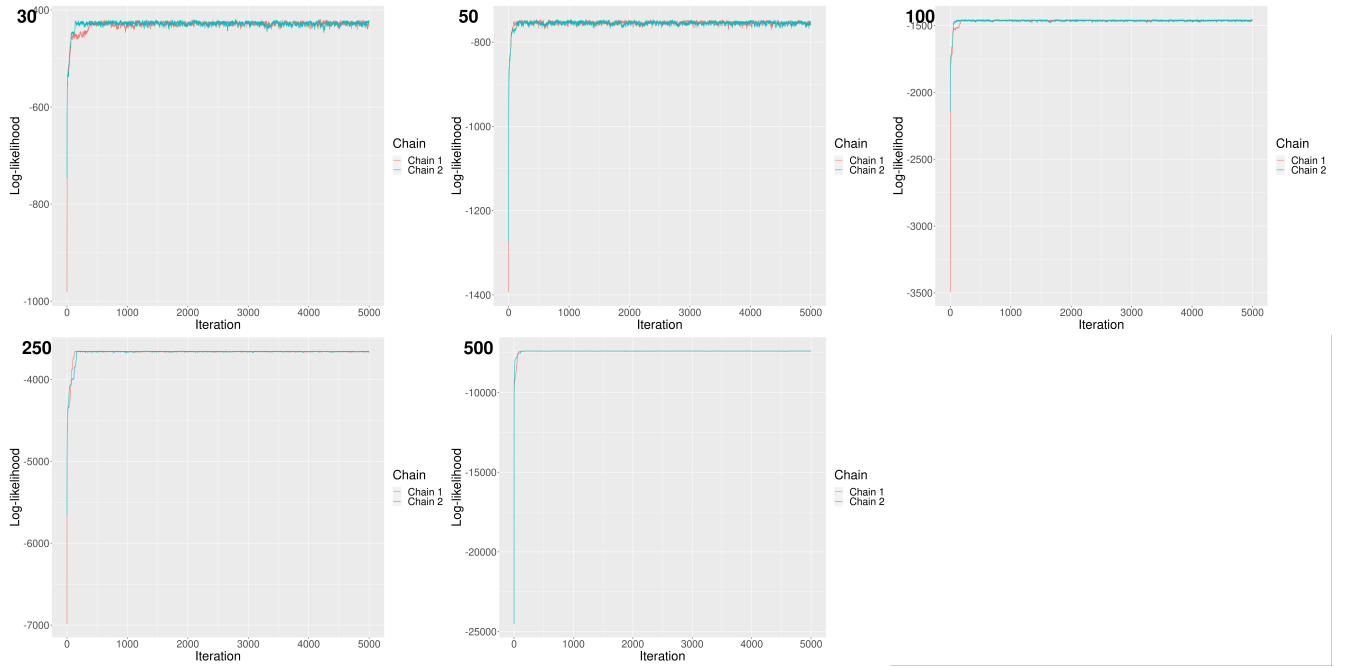 30
-400
-600
-800
-1000
Log-likelihood
0 1000 2000 3000 4000 5000
Iteration
Chain
Chain 1
Chain 2
50
-800
-1000
-1200
-1400
Log-likelihood
0 1000 2000 3000 4000 5000
Iteration
Chain
Chain 1
Chain 2
100
-1500
-2000
-2500
-3000
-3500
Log-likelihood
0 1000 2000 3000 4000 5000
Iteration
Chain
Chain 1
Chain 2
250
-4000
-5000
-6000
-7000
Log-likelihood
0 1000 2000 3000 4000 5000
Iteration
Chain
Chain 1
Chain 2
500
-10000
-15000
-20000
-25000
Log-likelihood
0 1000 2000 3000 4000 5000
Iteration
Chain
Chain 1
Chain 2